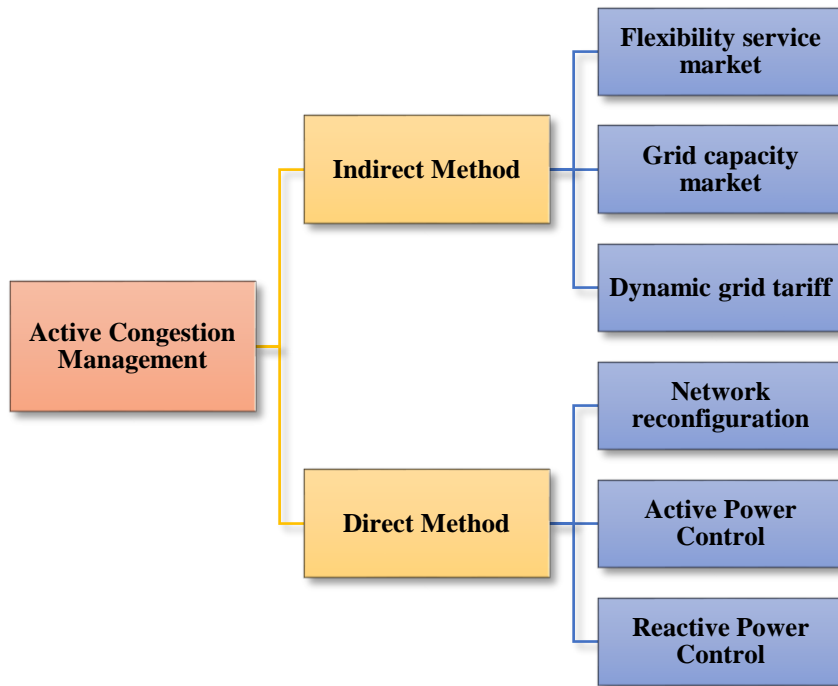 Active Congestion
Management
Indirect Method
Flexibility service
market
Grid capacity
market
Dynamic grid tariff
Direct Method
Network
reconfiguration
Active Power
Control
Reactive Power
Control